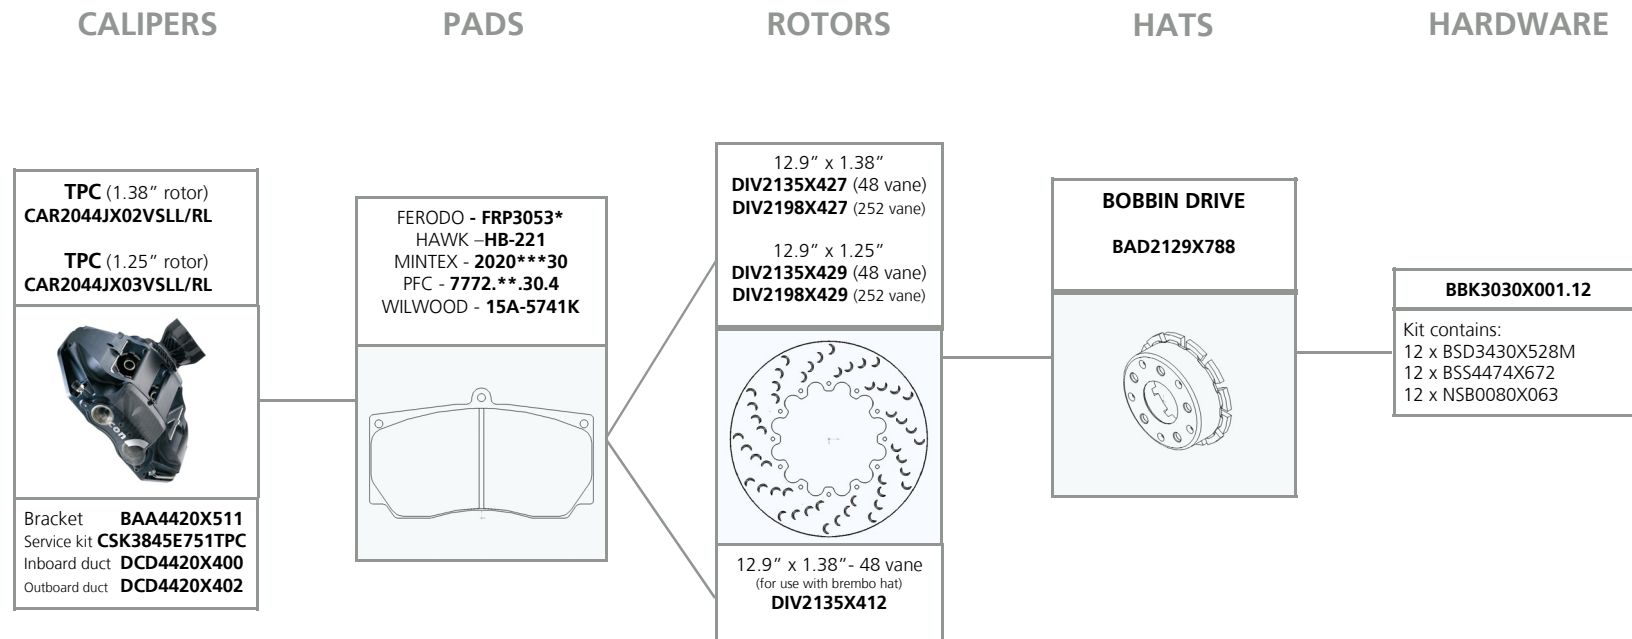 CALIPERS
PADS
ROTORS
HATS
HARDWARE
TPC (1.38” rotor)
CAR2044JX02VSLL/RL
TPC (1.25” rotor)
CAR2044JX03VSLL/RL
Bracket BAA4420X511
Service kit CSK3845E751TPC
Inboard duct DCD4420X400
Outboard duct DCD4420X402
FERODO - FRP3053*
HAWK –HB-221
MINTEX - 2020***30
PFC - 7772.**.30.4
WILWOOD - 15A-5741K
12.9” x 1.38”
DIV2135X427 (48 vane)
DIV2198X427 (252 vane)
12.9” x 1.25”
DIV2135X429 (48 vane)
DIV2198X429 (252 vane)
12.9” x 1.38”- 48 vane
(for use with brembo hat)
DIV2135X412
BOBBIN DRIVE
BAD2129X788
BBK3030X001.12
Kit contains:
12 x BSD3430X528M
12 x BSS4474X672
12 x NSB0080X063